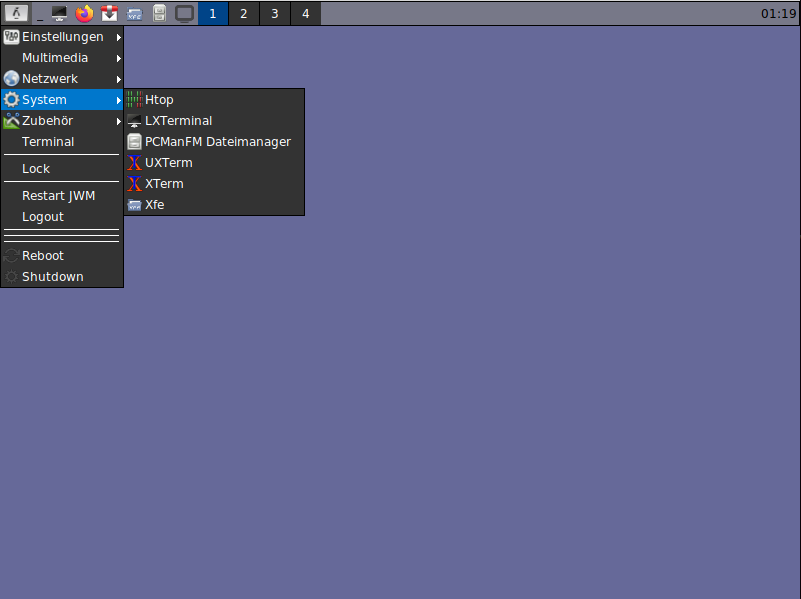 1 2 3 4 01:19
Einstellungen
Multimedia
Netzwerk
System
Zubehör
Terminal
Lock
Restart JWM
Logout
Reboot
Shutdown
Htop
LXTerminal
PCManFM Dateimanager
UXTerm
XTerm
Xfe